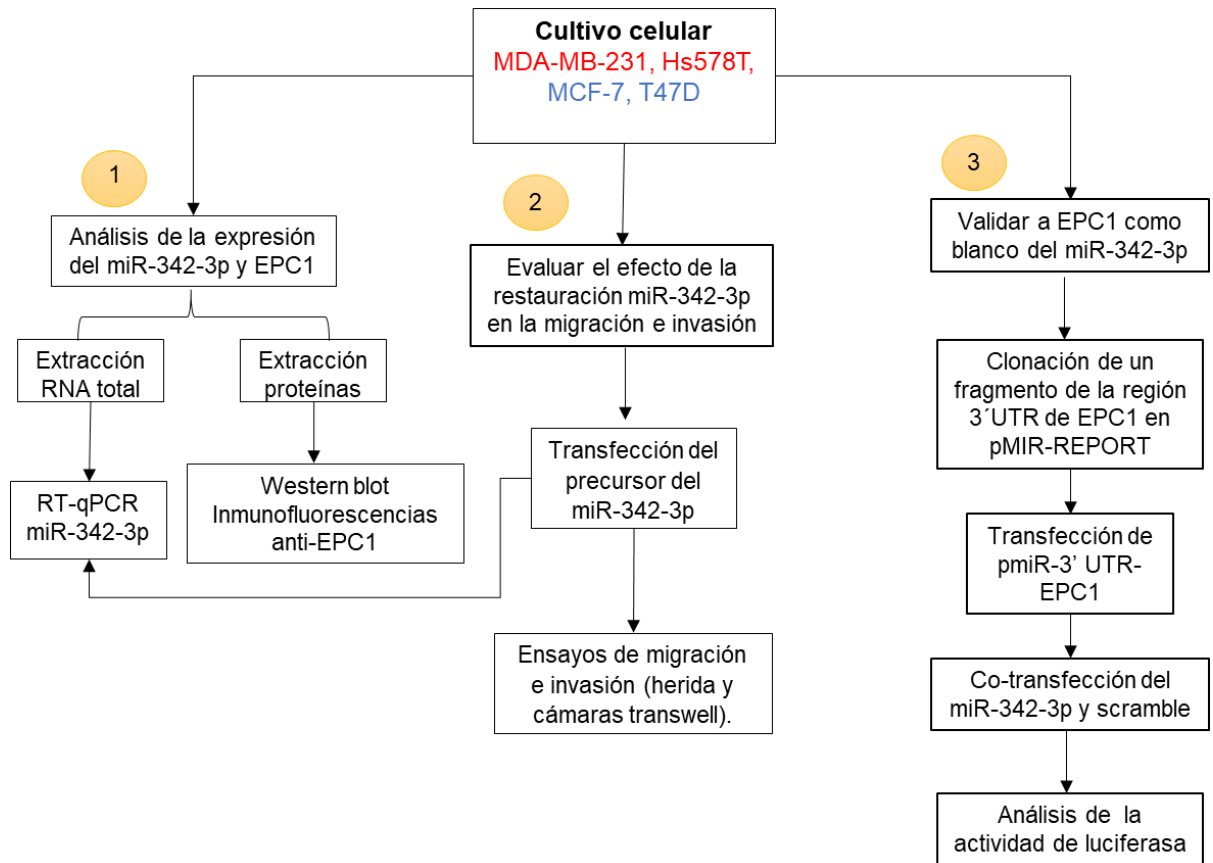 Cultivo celular
MDA-MB-231, Hs578T,
MCF-7, T47D
1
Análisis de la expresión
del miR-342-3p y EPC1
Extracción
RNA total
Extracción
proteínas
RT-qPCR
miR-342-3p
Western blot
Inmunofluorescencias
anti-EPC1
2
Evaluar el efecto de la
restauración miR-342-3p
en la migración e invasión
Transfección del
precursor del
miR-342-3p
Ensayos de migración
e invasión (herida y
cámaras transwell).
3
Validar a EPC1 como
blanco del miR-342-3p
Clonación de un
fragmento de la región
3´UTR de EPC1 en
pMIR-REPORT
Transfección de
pmiR-3’ UTR-
EPC1
Co-transfección del
miR-342-3p y scramble
Análisis de la
actividad de luciferasa